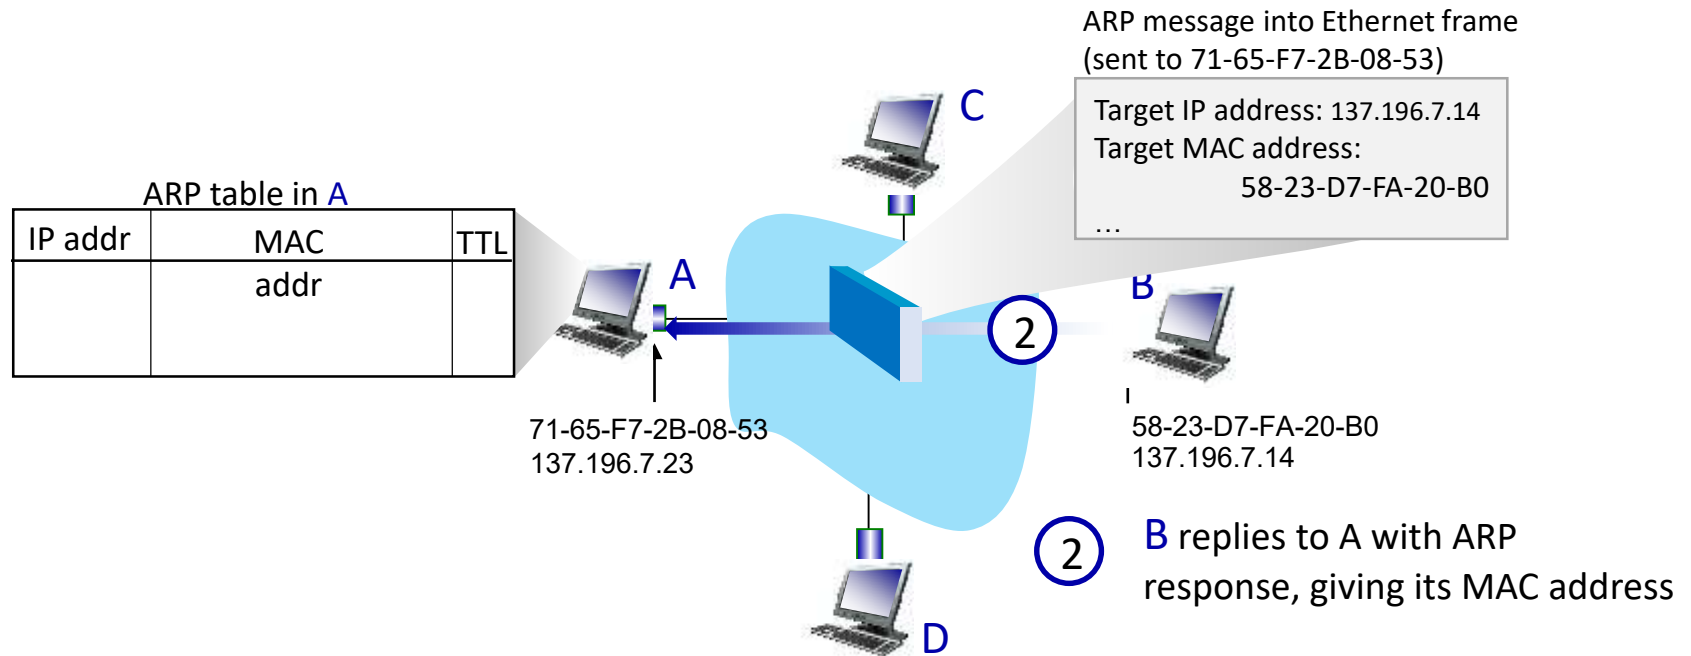 ARP message into Ethernet frame
(sent to 71-65-F7-2B-08-53)
Target IP address: 137.196.7.14
Target MAC address:
58-23-D7-FA-20-B0
…
C
ARP table in A
IP addr MAC TTL
addr
A
B
2
71-65-F7-2B-08-53
137.196.7.23
58-23-D7-FA-20-B0
137.196.7.14
2
B replies to A with ARP
response, giving its MAC address
D